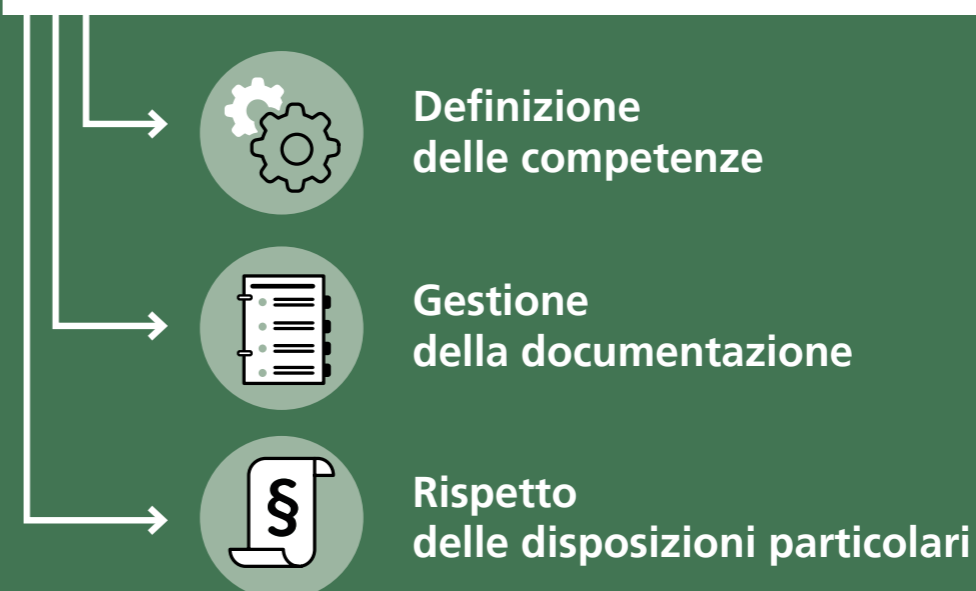 Definizione
delle competenze
Gestione
della documentazione
§
Rispetto
delle disposizioni particolari